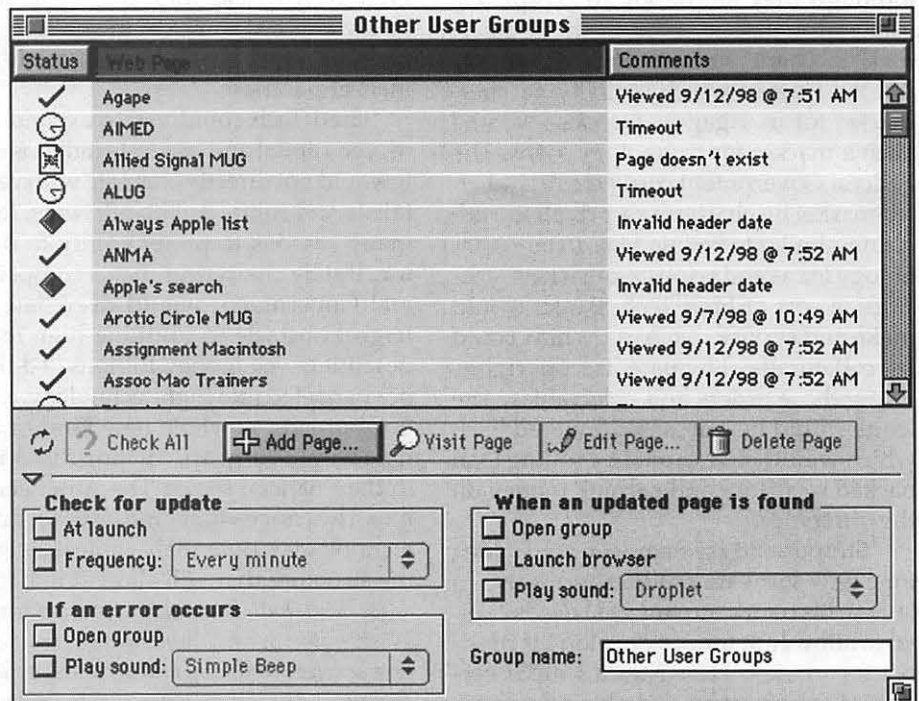 Other User Groups
Status Web Page Comments
Agape Viewed 9/12/98 @ 7:51 AM
AIMED Timeout
Allied Signal MUG Page doesn't exist
ALUG Timeout
Always Apple list Invalid header date
ANMA Viewed 9/12/98 @ 7:52 AM
Apple's search Invalid header date
Arctic Circle MUG Viewed 9/7/98 @ 10:49 AM
Assignment Macintosh Viewed 9/12/98 @ 7:52 AM
Assoc Mac Trainers Viewed 9/12/98 @ 7:52 AM
? Check All Add Page... Visit Page Edit Page... Delete Page
Check for update
At launch
Frequency: Every minute
If an error occurs
Open group
Play sound: Simple Beep
When an updated page is found
Open group
Launch browser
Play sound: Droplet
Group name: Other User Groups